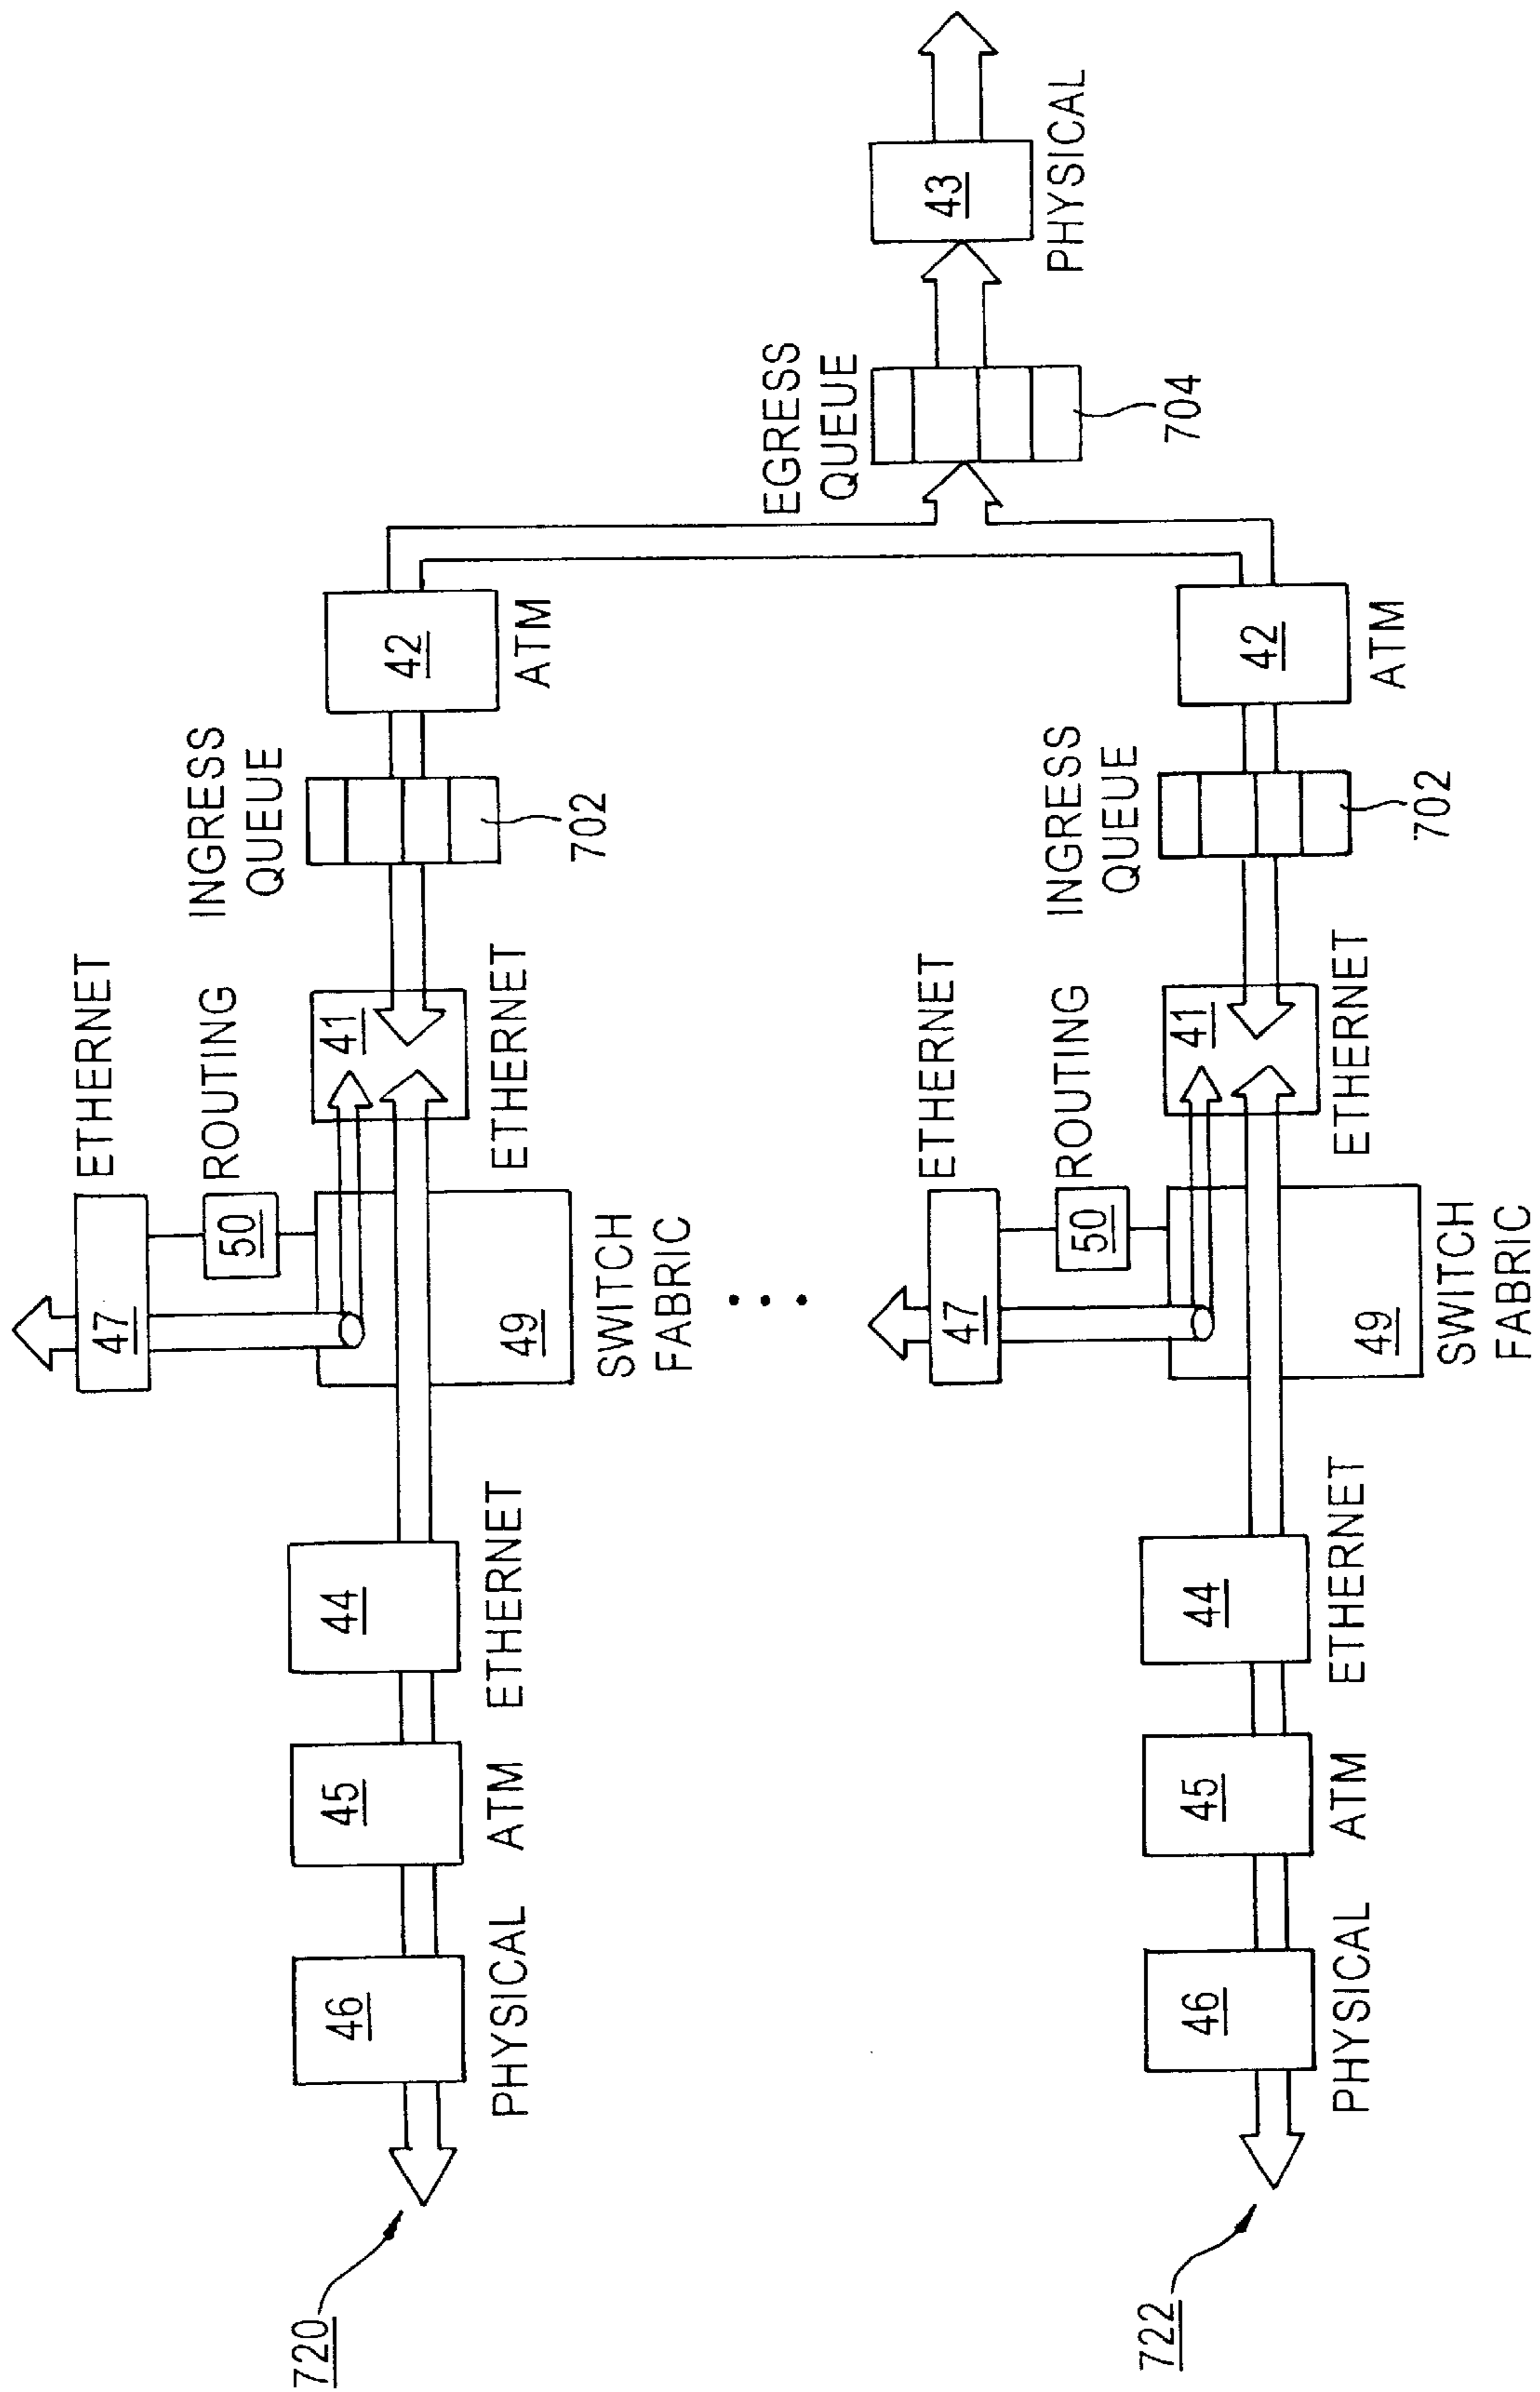 ETHERNET
47
ROUTING
50
INGRESS
QUEUE
720
46
45
44
49
41
42
PHYSICAL
ATM
ETHERNET
ETHERNET
ATM
702
SWITCH
FABRIC
EGRESS
QUEUE
43
PHYSICAL
704
ETHERNET
47
ROUTING
50
INGRESS
QUEUE
722
46
45
44
49
41
42
PHYSICAL
ATM
ETHERNET
ETHERNET
ATM
702
SWITCH
FABRIC